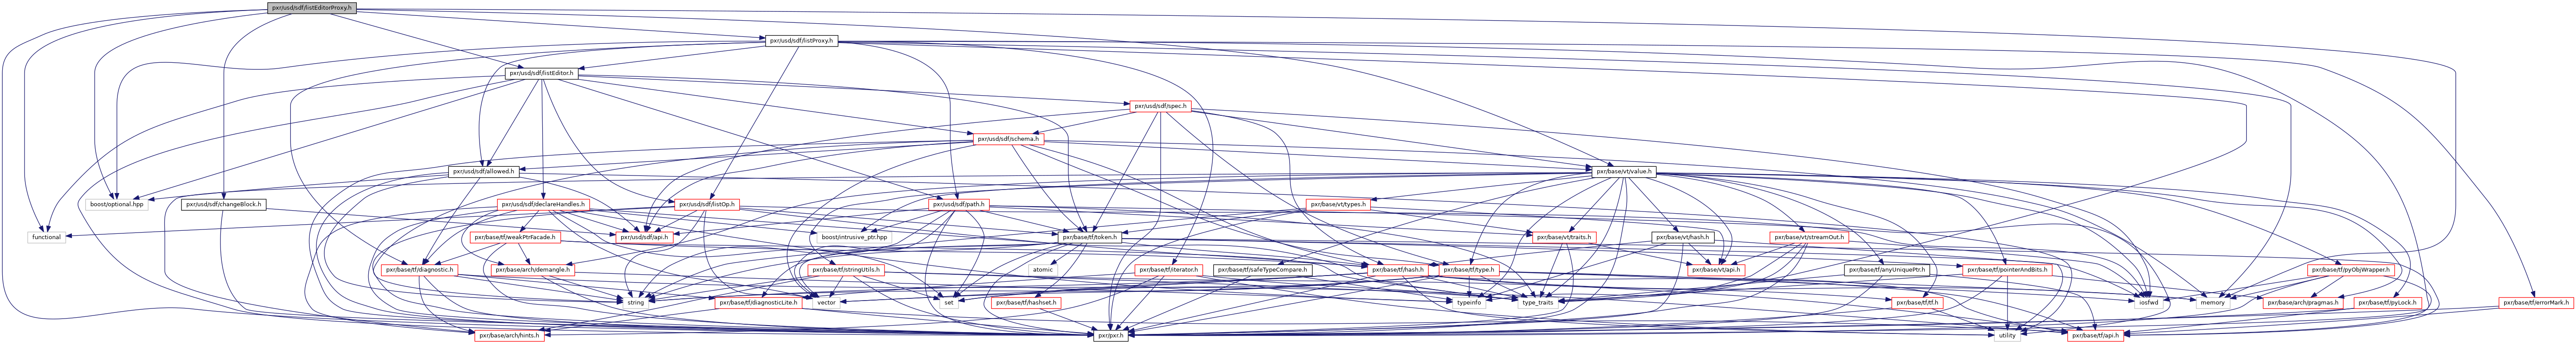 pxr/usd/sdf/listEditorProxy.h
pxr/usd/sdf/listProxy.h
pxr/usd/sdf/listEditor.h
pxr/usd/sdf/spec.h
pxr/usd/sdf/schema.h
pxr/usd/sdf/allowed.h
pxr/base/vt/value.h
boost/optional.hpp
pxr/usd/sdf/changeBlock.h
pxr/usd/sdf/declareHandles.h
pxr/usd/sdf/listOp.h
pxr/usd/sdf/path.h
pxr/base/vt/types.h
functional
pxr/base/tf/weakPtrFacade.h
pxr/usd/sdf/api.h
boost/intrusive_ptr.hpp
pxr/base/tf/token.h
pxr/base/vt/traits.h
pxr/base/vt/hash.h
pxr/base/vt/streamOut.h
pxr/base/tf/diagnostic.h
pxr/base/arch/demangle.h
atomic
pxr/base/tf/stringUtils.h
pxr/base/tf/iterator.h
pxr/base/tf/safeTypeCompare.h
pxr/base/tf/hash.h
pxr/base/tf/type.h
pxr/base/vt/api.h
pxr/base/tf/anyUniquePtr.h
pxr/base/tf/pointerAndBits.h
pxr/base/tf/pyObjWrapper.h
string
pxr/base/tf/diagnosticLite.h
vector
set
pxr/base/tf/hashset.h
typeinfo
type_traits
pxr/base/tf/tf.h
iosfwd
memory
pxr/base/arch/pragmas.h
pxr/base/tf/pyLock.h
pxr/base/tf/errorMark.h
pxr/base/arch/hints.h
pxr/pxr.h
utility
pxr/base/tf/api.h